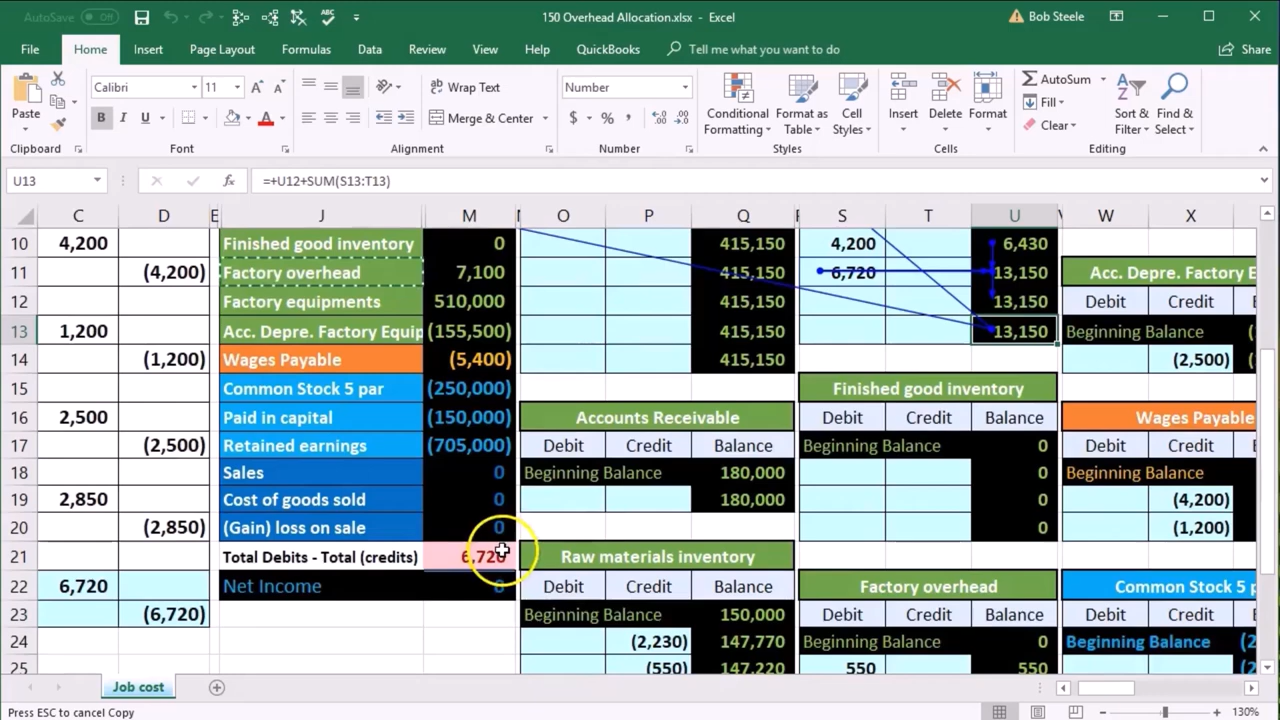 AutoSave Off 150 Overhead Allocation.xlsx - Excel Bob Steele
File Home Insert Page Layout Formulas Data Review View Help QuickBooks Tell me what you want to do Share
Paste Calibri 11 Wrap Text Merge & Center Number Conditional Formatting Format as Table Cell Styles Insert Delete Format AutoSum Fill Clear Sort & Filter Find & Select
Clipboard Font Alignment Number Styles Cells Editing
U13 fx =+U12+SUM(S13:T13)
C D E J M O P Q S T U W X
10 4,200 Finished good inventory 0 415,150 4,200 6,430
11 (4,200) Factory overhead 7,100 415,150 6,720 13,150 Acc. Depre. Factory E
12 Factory equipments 510,000 415,150 13,150 Debit Credit
13 1,200 Acc. Depre. Factory Equip (155,500) 415,150 13,150 Beginning Balance
14 (1,200) Wages Payable (5,400) 415,150 (2,500)
15 Common Stock 5 par (250,000) Finished good inventory
16 2,500 Paid in capital (150,000) Accounts Receivable Debit Credit Balance Wages Payable
17 (2,500) Retained earnings (705,000) Debit Credit Balance Beginning Balance 0 Debit Credit
18 Sales 0 Beginning Balance 180,000 0 Beginning Balance
19 2,850 Cost of goods sold 0 180,000 0 (4,200)
20 (2,850) (Gain) loss on sale 0 0 (1,200)
21 Total Debits - Total (credits) 6,720 Raw materials inventory
22 6,720 Net Income 0 Debit Credit Balance Factory overhead Common Stock 5 p
23 (6,720) Beginning Balance 150,000 Debit Credit Balance Debit Credit
24 (2,230) 147,770 Beginning Balance 0 Beginning Balance (2
25 (550) 147,220 550 550
Job cost
Press ESC to cancel Copy 130%